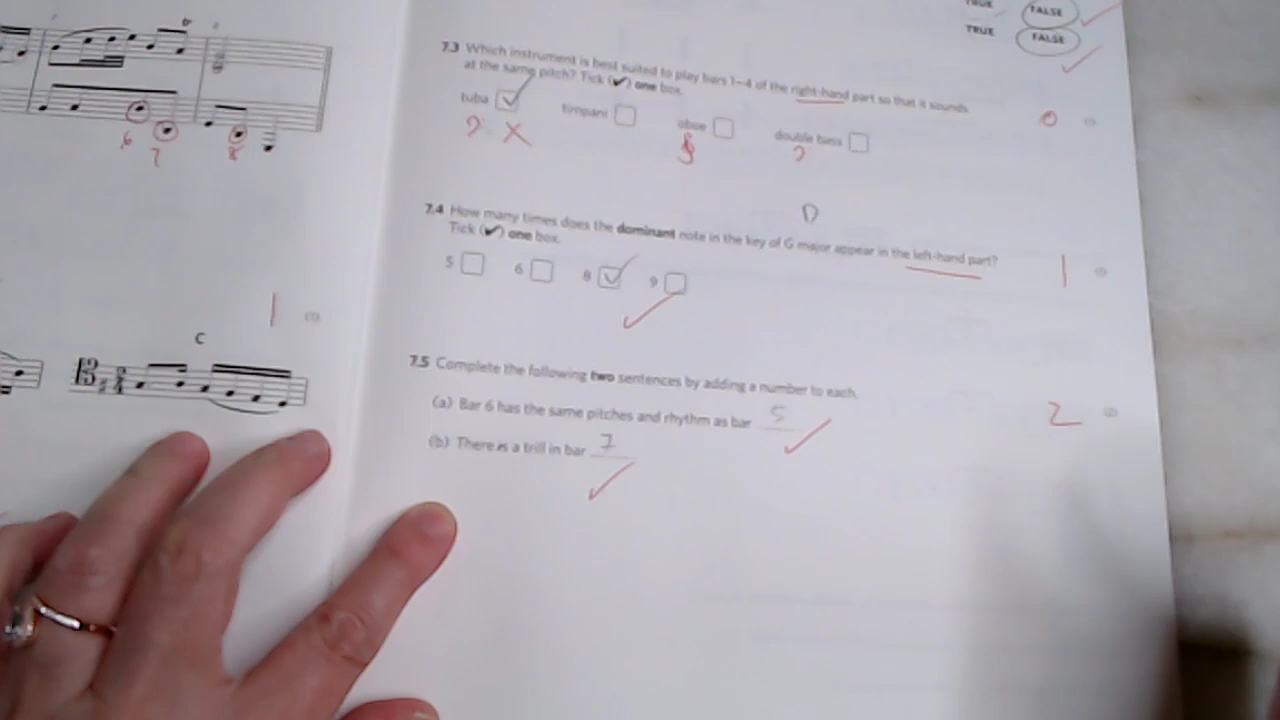 TRUE FALSE
TRUE FALSE
7.3 Which instrument is best suited to play bars 1–4 of the right-hand part so that it sounds
at the same pitch? Tick (✔) one box.
tuba timpani oboe double bass
0
D
7.4 How many times does the dominant note in the key of G major appear in the left-hand part?
Tick (✔) one box.
5 6 8 9
1
7.5 Complete the following two sentences by adding a number to each.
(a) Bar 6 has the same pitches and rhythm as bar 5
(b) There is a trill in bar 7
2
6 7 8
1
C